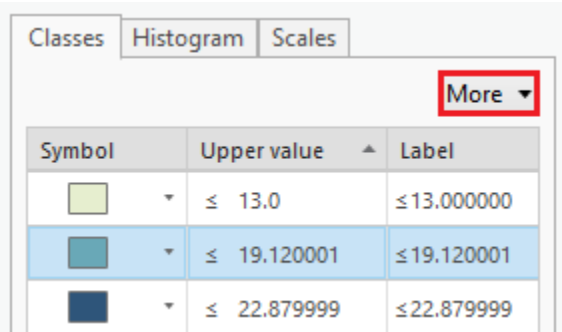 Classes Histogram Scales
More
Symbol Upper value Label
≤ 13.0 ≤13.000000
≤ 19.120001 ≤19.120001
≤ 22.879999 ≤22.879999